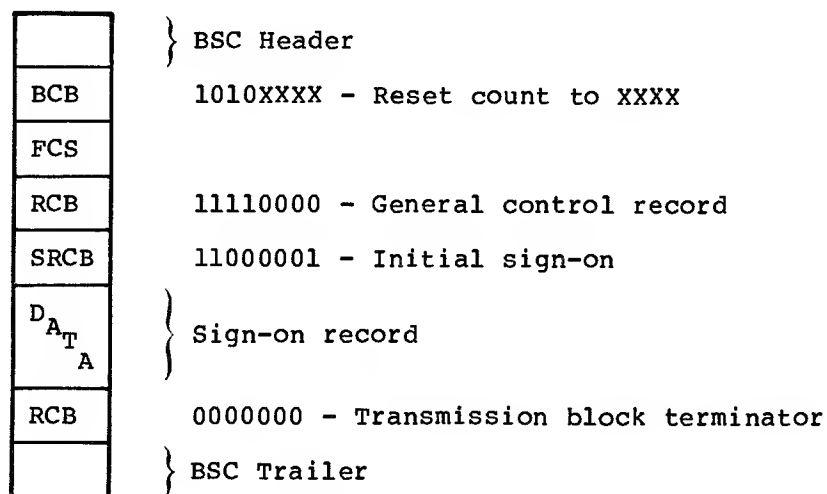 } BSC Header
BCB 1010XXXX - Reset count to XXXX
FCS
RCB 11110000 - General control record
SRCB 11000001 - Initial sign-on
DATA } Sign-on record
RCB 0000000 - Transmission block terminator
} BSC Trailer